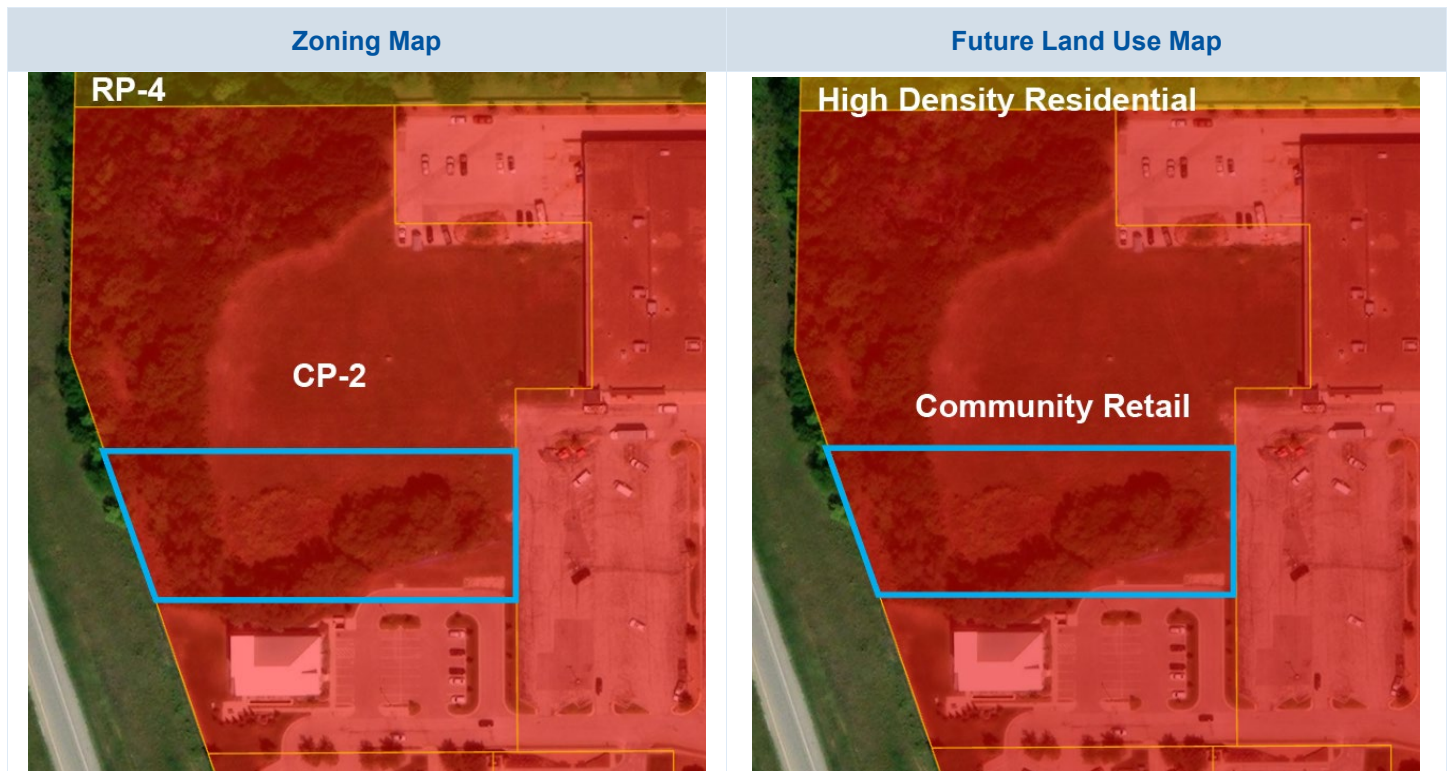 Zoning Map
Future Land Use Map
RP-4
High Density Residential
CP-2
Community Retail